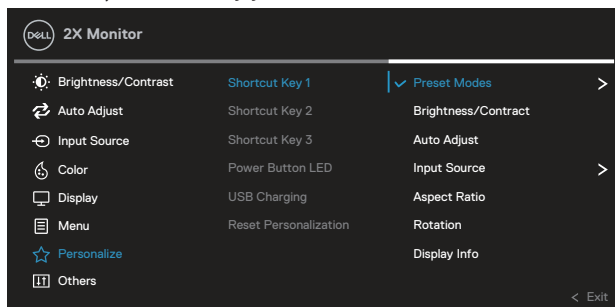 DELL 2X Monitor
Brightness/Contrast Shortcut Key 1 Preset Modes >
Auto Adjust Shortcut Key 2 Brightness/Contract
Input Source Shortcut Key 3 Auto Adjust
Color Power Button LED Input Source >
Display USB Charging Aspect Ratio
Menu Reset Personalization Rotation
Personalize Display Info
Others
< Exit